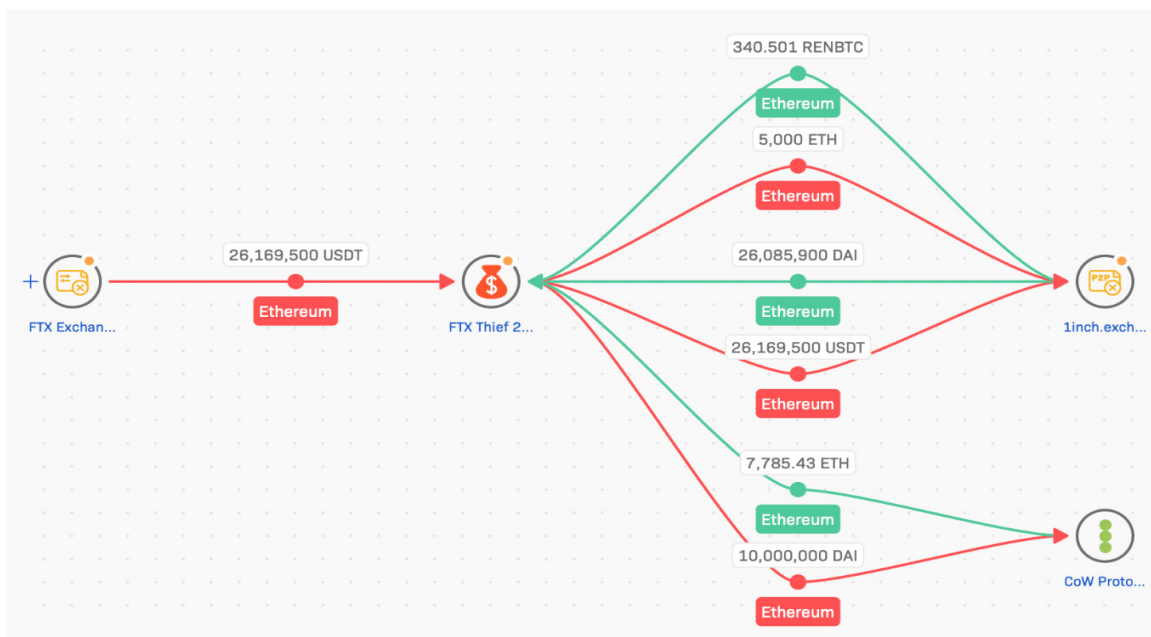 340.501 RENBTC
Ethereum
5,000 ETH
Ethereum
26,169,500 USDT
Ethereum
26,085,900 DAI
Ethereum
FTX Exchan...
FTX Thief 2...
P2P
1inch.exch...
$
26,169,500 USDT
Ethereum
7,785.43 ETH
Ethereum
10,000,000 DAI
Ethereum
CoW Proto...